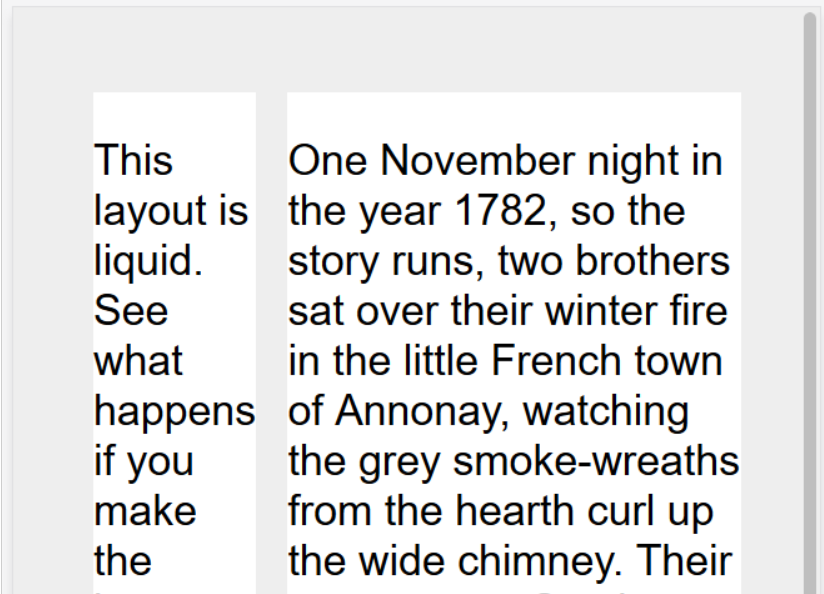 This
layout is
liquid.
See
what
happens
if you
make
the
One November night in
the year 1782, so the
story runs, two brothers
sat over their winter fire
in the little French town
of Annonay, watching
the grey smoke-wreaths
from the hearth curl up
the wide chimney. Their